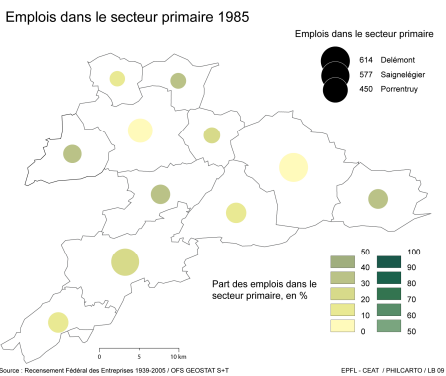 Emplois dans le secteur primaire 1985
Emplois dans le secteur primaire
614 Delémont
577 Saignelégier
450 Porrentruy
Part des emplois dans le
secteur primaire, en %
50 100
40 90
30 80
20 70
10 60
0 50
0 5 10 km
Source : Recensement Fédéral des Entreprises 1939-2005 / OFS GEOSTAT S+T
EPFL - CEAT / PHILCARTO / LB 09